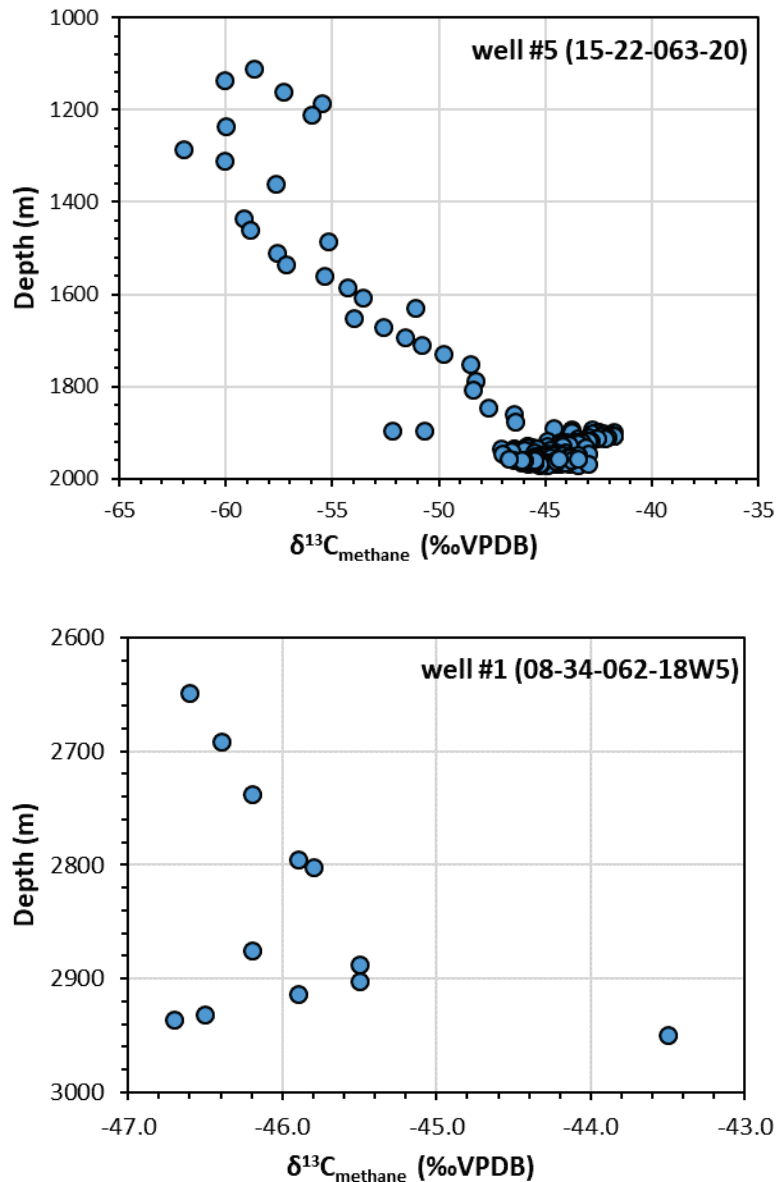 1000
well #5 (15-22-063-20)
1200
1400
Depth (m)
1600
1800
2000
-65 -60 -55 -50 -45 -40 -35
δ¹³Cmethane (‰VPDB)
2600
well #1 (08-34-062-18W5)
2700
2800
Depth (m)
2900
3000
-47.0 -46.0 -45.0 -44.0 -43.0
δ¹³Cmethane (‰VPDB)